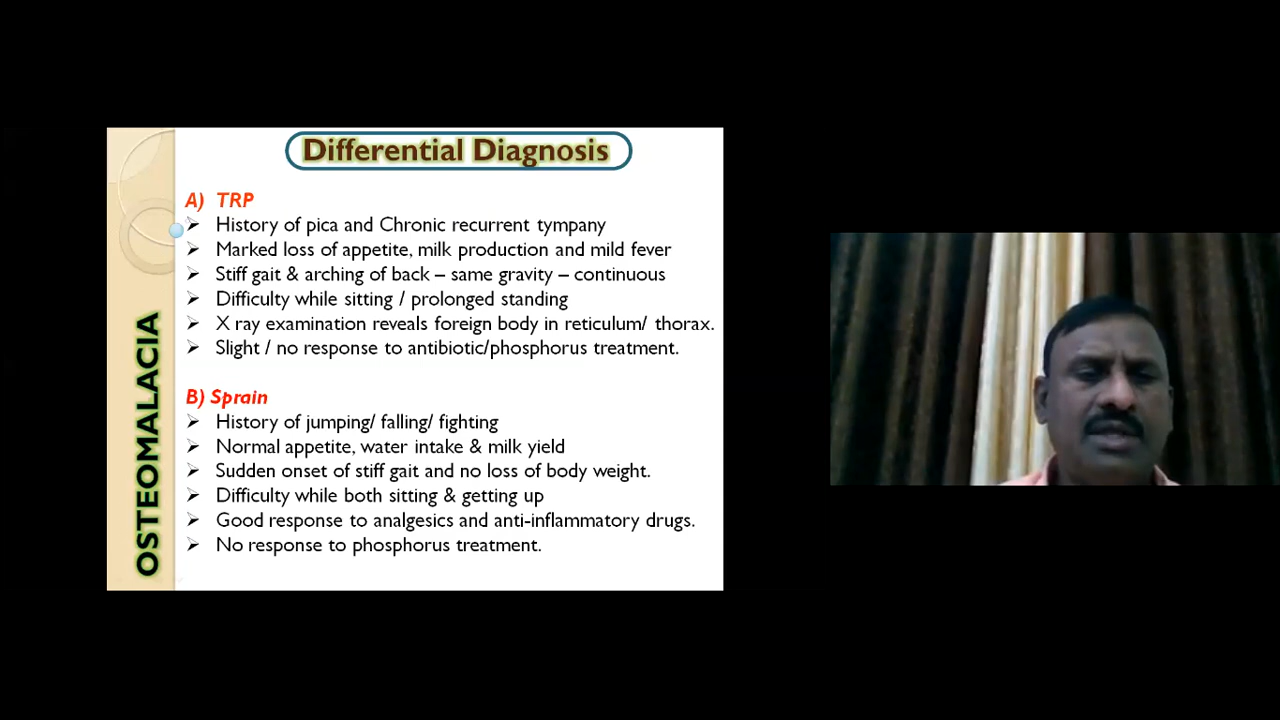 Differential Diagnosis
OSTEOMALACIA
A) TRP
➢ History of pica and Chronic recurrent tympany
➢ Marked loss of appetite, milk production and mild fever
➢ Stiff gait & arching of back – same gravity – continuous
➢ Difficulty while sitting / prolonged standing
➢ X ray examination reveals foreign body in reticulum/ thorax.
➢ Slight / no response to antibiotic/phosphorus treatment.
B) Sprain
➢ History of jumping/ falling/ fighting
➢ Normal appetite, water intake & milk yield
➢ Sudden onset of stiff gait and no loss of body weight.
➢ Difficulty while both sitting & getting up
➢ Good response to analgesics and anti-inflammatory drugs.
➢ No response to phosphorus treatment.